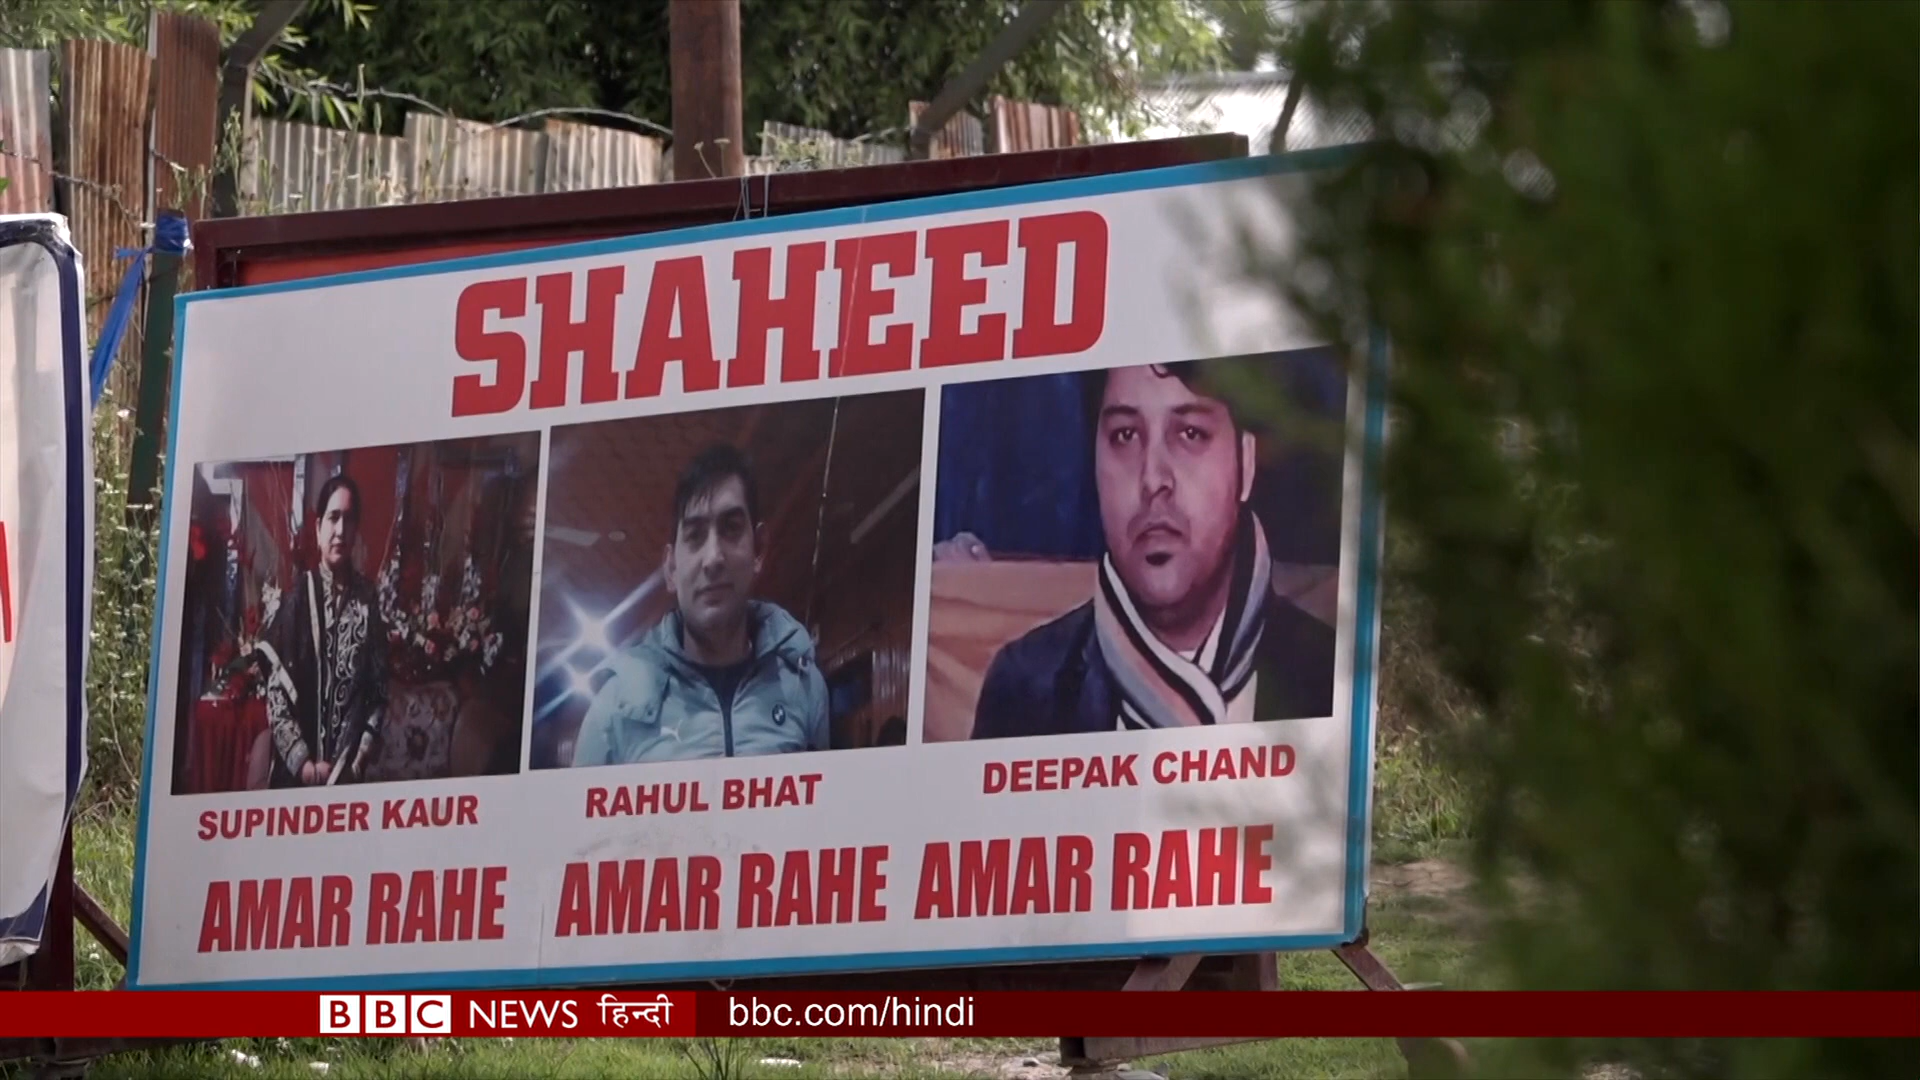 SHAHEED
SUPINDER KAUR
RAHUL BHAT
DEEPAK CHAND
AMAR RAHE AMAR RAHE AMAR RAHE
BBC NEWS हिन्दी bbc.com/hindi